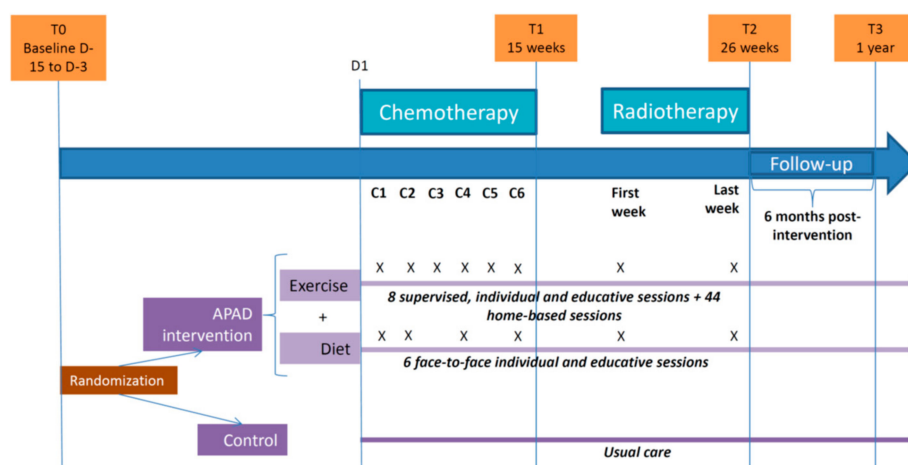 T0
Baseline D-
15 to D-3
T1
15 weeks
T2
26 weeks
T3
1 year
D1
Chemotherapy
Radiotherapy
Follow-up
C1 C2 C3 C4 C5 C6
First
week
Last
week
6 months post-
intervention
X X X X X X X X
Exercise
8 supervised, individual and educative sessions + 44
home-based sessions
APAD
intervention
+
X X X X X X
Diet
6 face-to-face individual and educative sessions
Randomization
Control
Usual care